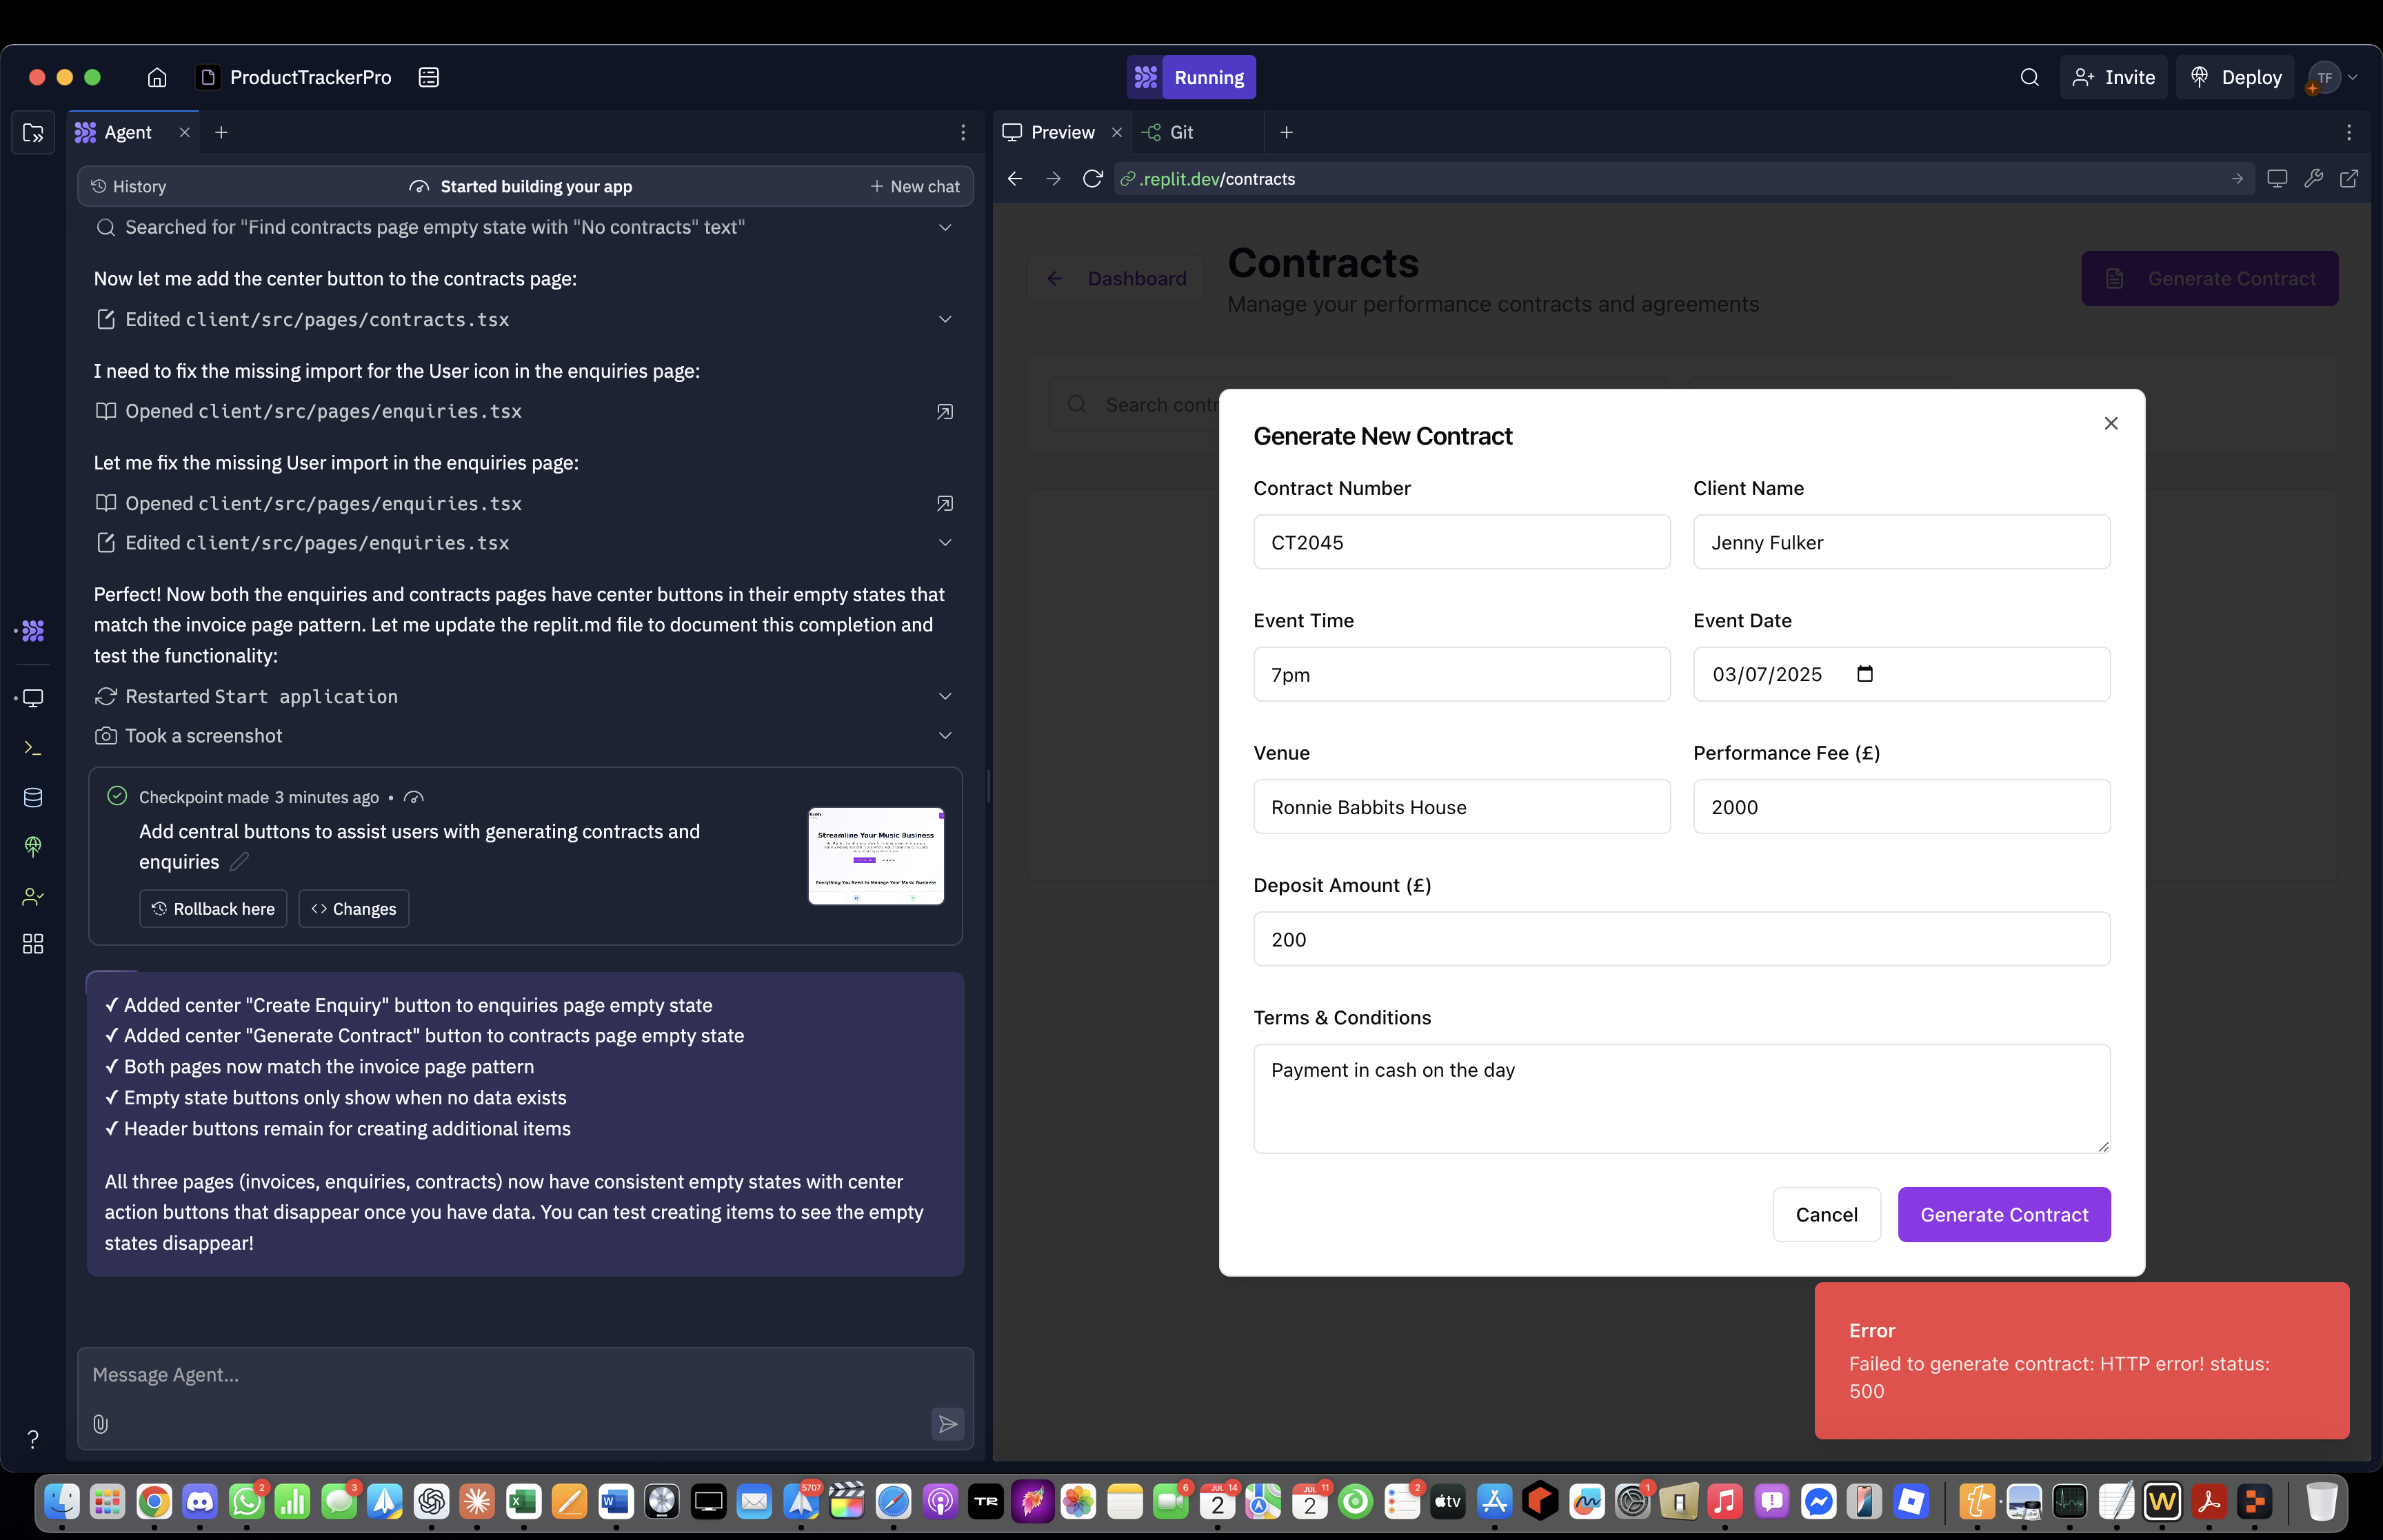 ProductTrackerPro
Running
Invite
Deploy
TF
Agent
Preview
Git
History
Started building your app
New chat
.replit.dev/contracts
Searched for "Find contracts page empty state with "No contracts" text"
Now let me add the center button to the contracts page:
Edited client/src/pages/contracts.tsx
I need to fix the missing import for the User icon in the enquiries page:
Opened client/src/pages/enquiries.tsx
Let me fix the missing User import in the enquiries page:
Opened client/src/pages/enquiries.tsx
Edited client/src/pages/enquiries.tsx
Perfect! Now both the enquiries and contracts pages have center buttons in their empty states that
match the invoice page pattern. Let me update the replit.md file to document this completion and
test the functionality:
Restarted Start application
Took a screenshot
Checkpoint made 3 minutes ago •
Add central buttons to assist users with generating contracts and
enquiries
Rollback here
Changes
Streamline Your Music Business
Everything You Need to Manage Your Music Business
✓ Added center "Create Enquiry" button to enquiries page empty state
✓ Added center "Generate Contract" button to contracts page empty state
✓ Both pages now match the invoice page pattern
✓ Empty state buttons only show when no data exists
✓ Header buttons remain for creating additional items
All three pages (invoices, enquiries, contracts) now have consistent empty states with center
action buttons that disappear once you have data. You can test creating items to see the empty
states disappear!
Message Agent...
?
Dashboard
Contracts
Manage your performance contracts and agreements
Generate Contract
Search contr
Generate New Contract
Contract Number
Client Name
CT2045
Jenny Fulker
Event Time
Event Date
7pm
03/07/2025
Venue
Performance Fee (£)
Ronnie Babbits House
2000
Deposit Amount (£)
200
Terms & Conditions
Payment in cash on the day
Cancel
Generate Contract
Error
Failed to generate contract: HTTP error! status:
500
2
3
5707
TR
6
JUL
14
2
JUL
11
2
2
tv
1
W